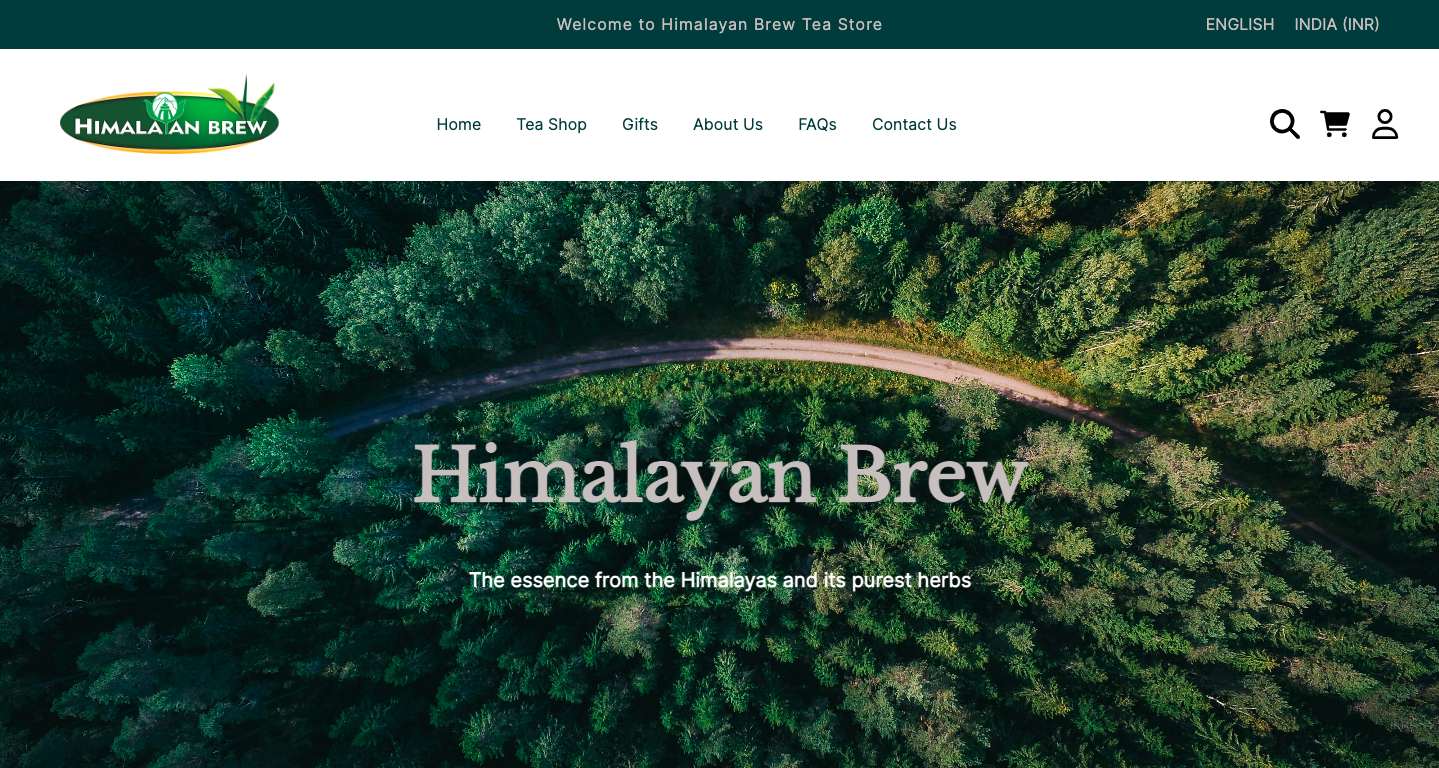 Welcome to Himalayan Brew Tea Store
ENGLISH INDIA (INR)
HIMALAYAN BREW
Home Tea Shop Gifts About Us FAQs Contact Us
Himalayan Brew
The essence from the Himalayas and its purest herbs